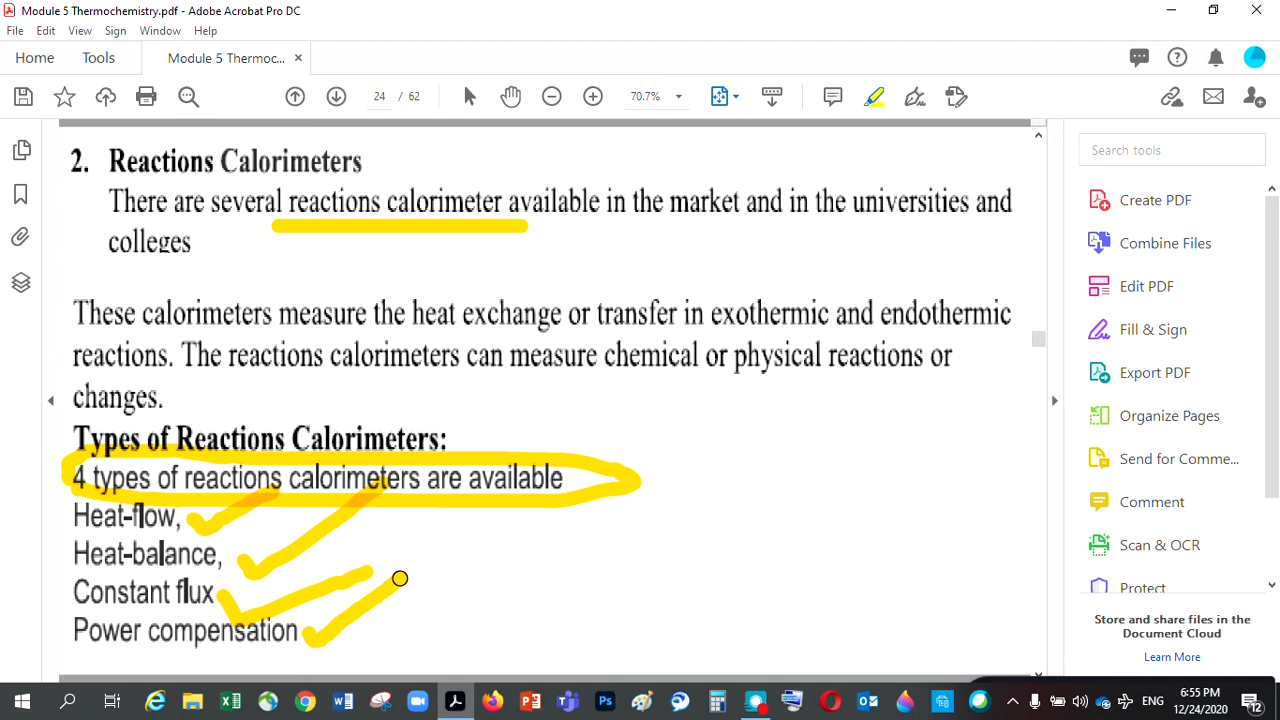 Module 5 Thermochemistry.pdf - Adobe Acrobat Pro DC
File Edit View Sign Window Help
Home Tools Module 5 Thermoc... ×
24 / 62 70.7%
2. Reactions Calorimeters
There are several reactions calorimeter available in the market and in the universities and
colleges
These calorimeters measure the heat exchange or transfer in exothermic and endothermic
reactions. The reactions calorimeters can measure chemical or physical reactions or
changes.
Types of Reactions Calorimeters:
4 types of reactions calorimeters are available
Heat-flow,
Heat-balance,
Constant flux
Power compensation
Search tools
Create PDF
Combine Files
Edit PDF
Fill & Sign
Export PDF
Organize Pages
Send for Comme...
Comment
Scan & OCR
Protect
Store and share files in the
Document Cloud
Learn More
ENG
6:55 PM
12/24/2020
12